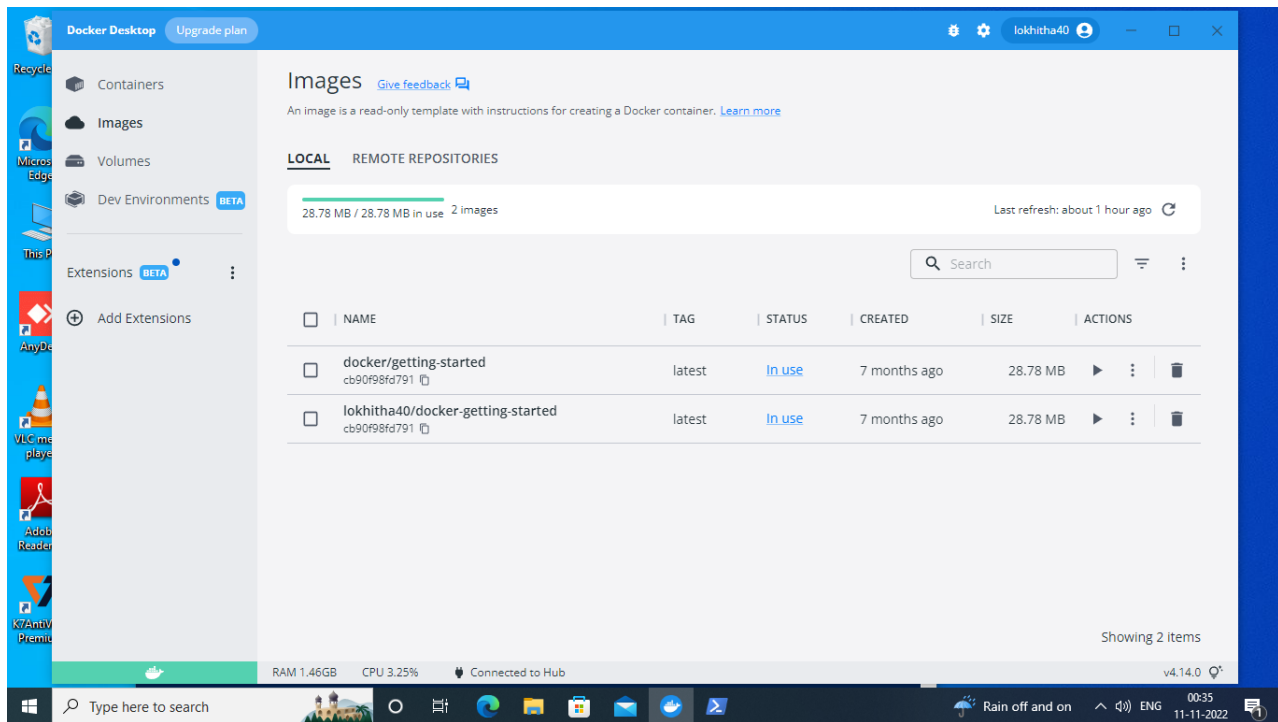 Docker Desktop Upgrade plan lokhitha40
Recycle
Micros
Edge
This P
AnyDe
VLC me
playe
Adob
Reader
K7AntiV
Premiu
Containers
Images
Volumes
Dev Environments BETA
Extensions BETA
Add Extensions
Images Give feedback
An image is a read-only template with instructions for creating a Docker container. Learn more
LOCAL REMOTE REPOSITORIES
28.78 MB / 28.78 MB in use 2 images Last refresh: about 1 hour ago
Search
NAME TAG STATUS CREATED SIZE ACTIONS
docker/getting-started latest In use 7 months ago 28.78 MB
cb90f98fd791
lokhitha40/docker-getting-started latest In use 7 months ago 28.78 MB
cb90f98fd791
Showing 2 items
RAM 1.46GB CPU 3.25% Connected to Hub v4.14.0
Type here to search Rain off and on ENG 00:35
11-11-2022 1